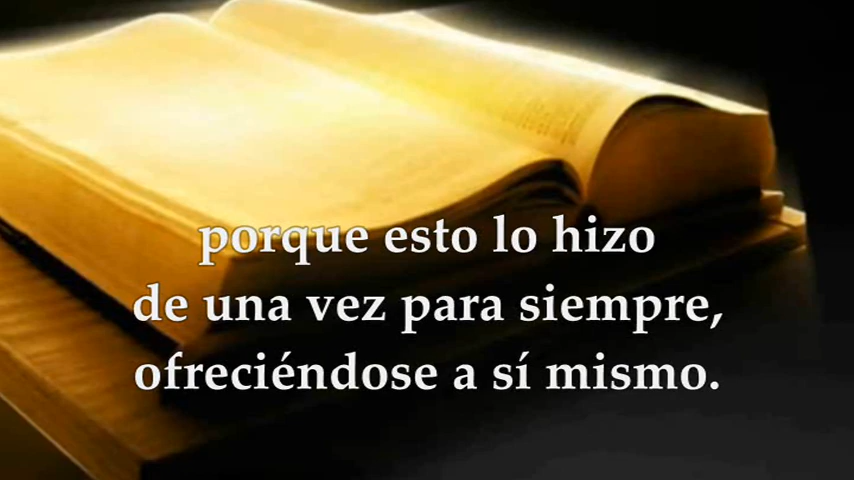 porque esto lo hizo
de una vez para siempre,
ofreciéndose a sí mismo.